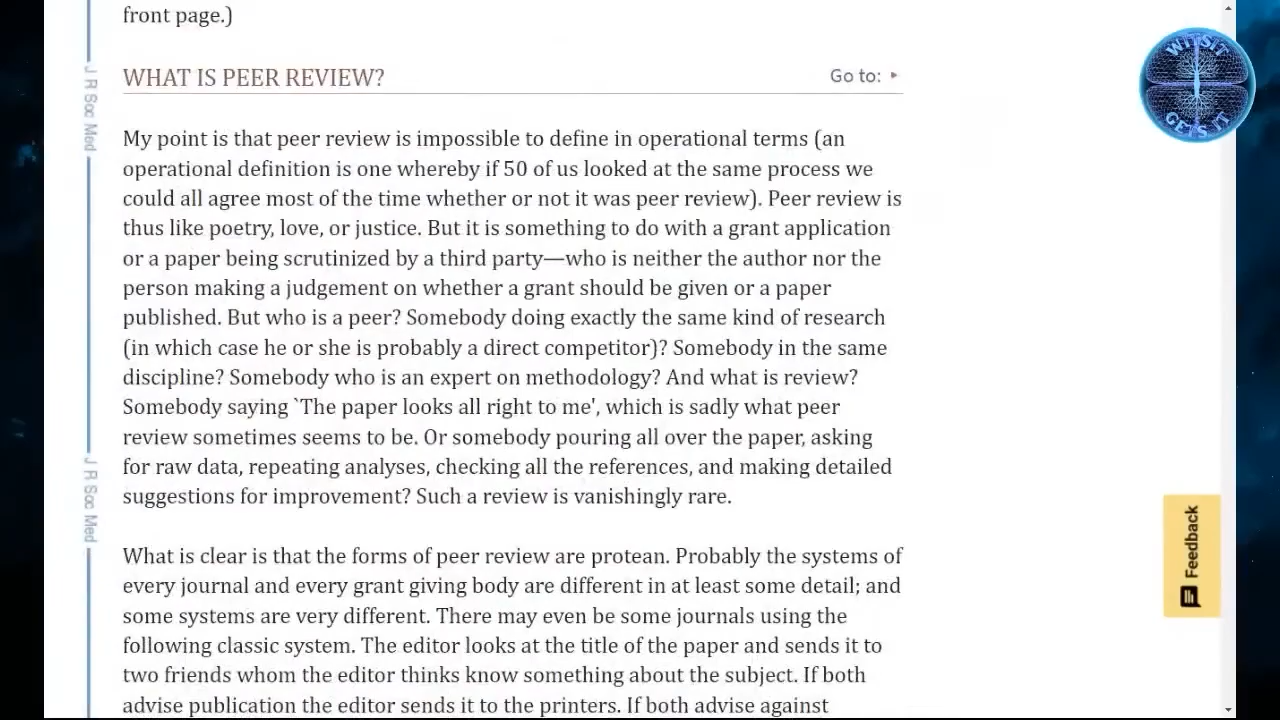 front page.)
WHAT IS PEER REVIEW?
Go to:
My point is that peer review is impossible to define in operational terms (an
operational definition is one whereby if 50 of us looked at the same process we
could all agree most of the time whether or not it was peer review). Peer review is
thus like poetry, love, or justice. But it is something to do with a grant application
or a paper being scrutinized by a third party—who is neither the author nor the
person making a judgement on whether a grant should be given or a paper
published. But who is a peer? Somebody doing exactly the same kind of research
(in which case he or she is probably a direct competitor)? Somebody in the same
discipline? Somebody who is an expert on methodology? And what is review?
Somebody saying `The paper looks all right to me', which is sadly what peer
review sometimes seems to be. Or somebody pouring all over the paper, asking
for raw data, repeating analyses, checking all the references, and making detailed
suggestions for improvement? Such a review is vanishingly rare.
What is clear is that the forms of peer review are protean. Probably the systems of
every journal and every grant giving body are different in at least some detail; and
some systems are very different. There may even be some journals using the
following classic system. The editor looks at the title of the paper and sends it to
two friends whom the editor thinks know something about the subject. If both
advise publication the editor sends it to the printers. If both advise against
J R Soc Med
J R Soc Med
WITSIT
GETS IT
Feedback